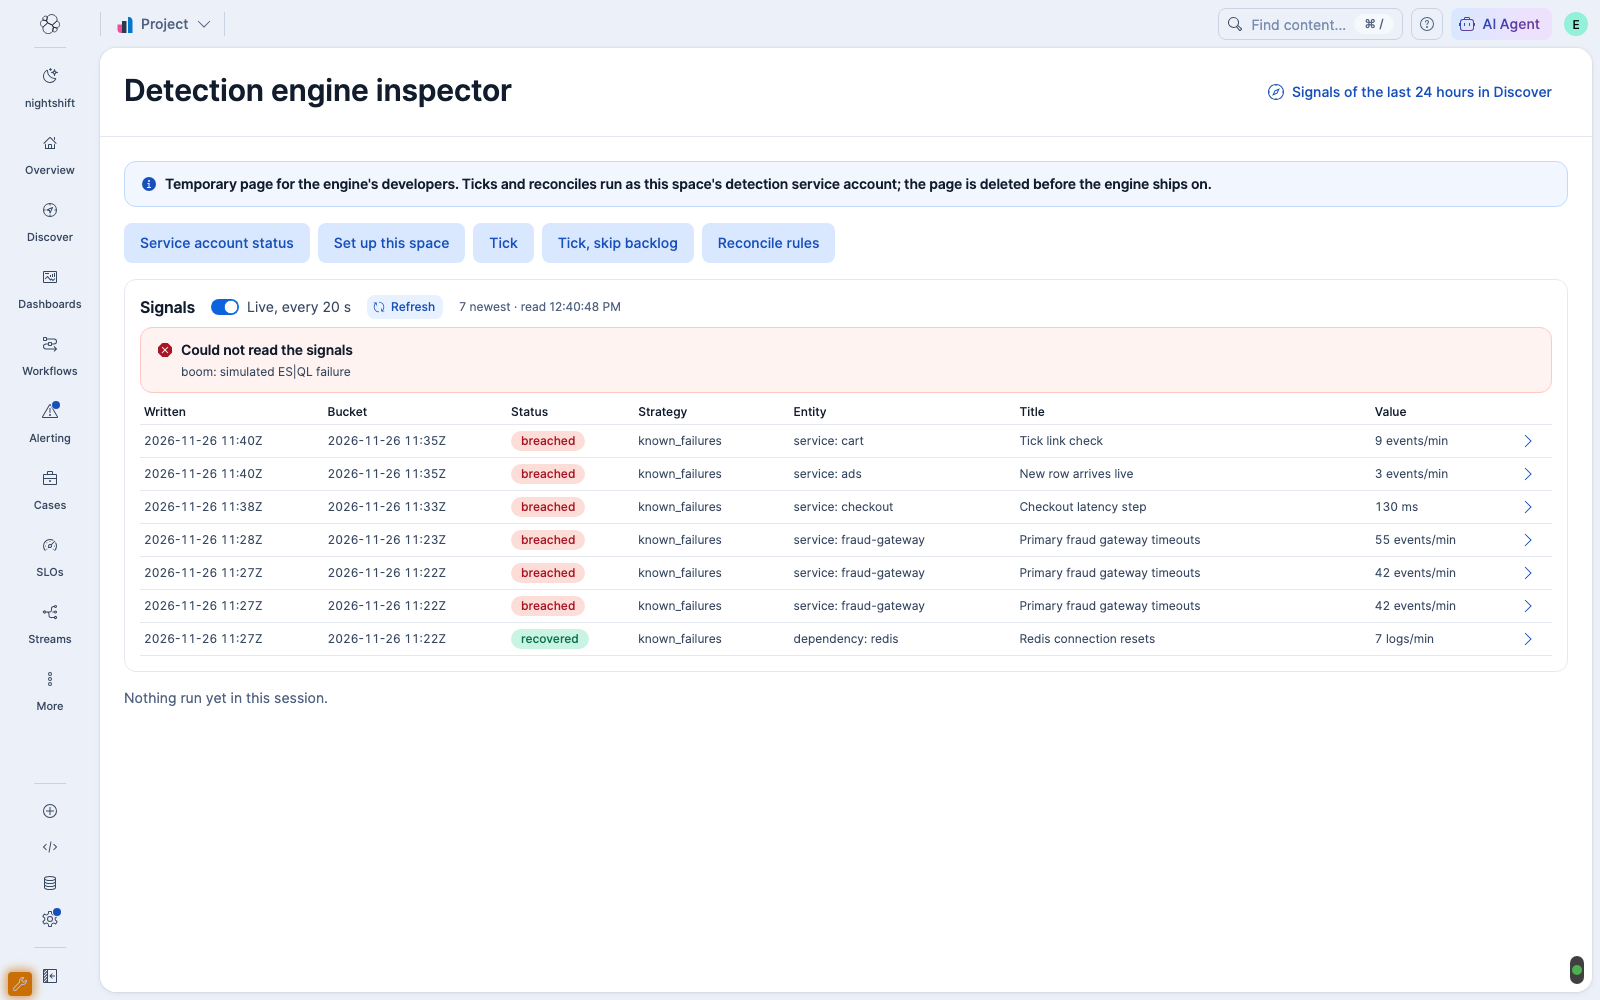 Project
Find content...
⌘ /
AI Agent
E
nightshift
Overview
Discover
Dashboards
Workflows
Alerting
Cases
SLOs
Streams
More
Detection engine inspector
Signals of the last 24 hours in Discover
Temporary page for the engine's developers. Ticks and reconciles run as this space's detection service account; the page is deleted before the engine ships on.
Service account status
Set up this space
Tick
Tick, skip backlog
Reconcile rules
Signals Live, every 20 s Refresh 7 newest · read 12:40:48 PM
Could not read the signals
boom: simulated ES|QL failure
Written Bucket Status Strategy Entity Title Value
2026-11-26 11:40Z 2026-11-26 11:35Z breached known_failures service: cart Tick link check 9 events/min
2026-11-26 11:40Z 2026-11-26 11:35Z breached known_failures service: ads New row arrives live 3 events/min
2026-11-26 11:38Z 2026-11-26 11:33Z breached known_failures service: checkout Checkout latency step 130 ms
2026-11-26 11:28Z 2026-11-26 11:23Z breached known_failures service: fraud-gateway Primary fraud gateway timeouts 55 events/min
2026-11-26 11:27Z 2026-11-26 11:22Z breached known_failures service: fraud-gateway Primary fraud gateway timeouts 42 events/min
2026-11-26 11:27Z 2026-11-26 11:22Z breached known_failures service: fraud-gateway Primary fraud gateway timeouts 42 events/min
2026-11-26 11:27Z 2026-11-26 11:22Z recovered known_failures dependency: redis Redis connection resets 7 logs/min
Nothing run yet in this session.